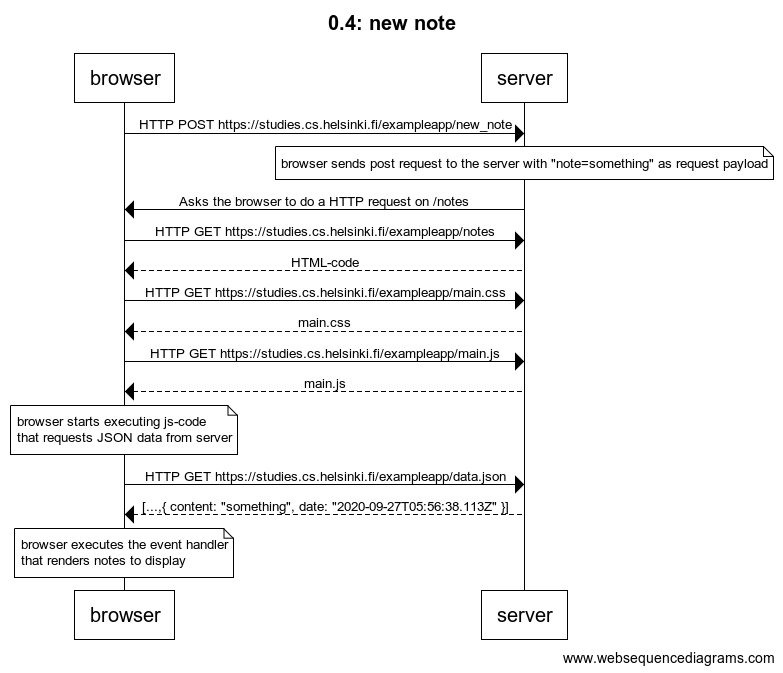 0.4: new note
browser
server
HTTP POST https://studies.cs.helsinki.fi/exampleapp/new_note
browser sends post request to the server with "note=something" as request payload
Asks the browser to do a HTTP request on /notes
HTTP GET https://studies.cs.helsinki.fi/exampleapp/notes
HTML-code
HTTP GET https://studies.cs.helsinki.fi/exampleapp/main.css
main.css
HTTP GET https://studies.cs.helsinki.fi/exampleapp/main.js
main.js
browser starts executing js-code
that requests JSON data from server
HTTP GET https://studies.cs.helsinki.fi/exampleapp/data.json
[...,{ content: "something", date: "2020-09-27T05:56:38.113Z" }]
browser executes the event handler
that renders notes to display
browser
server
www.websequencediagrams.com